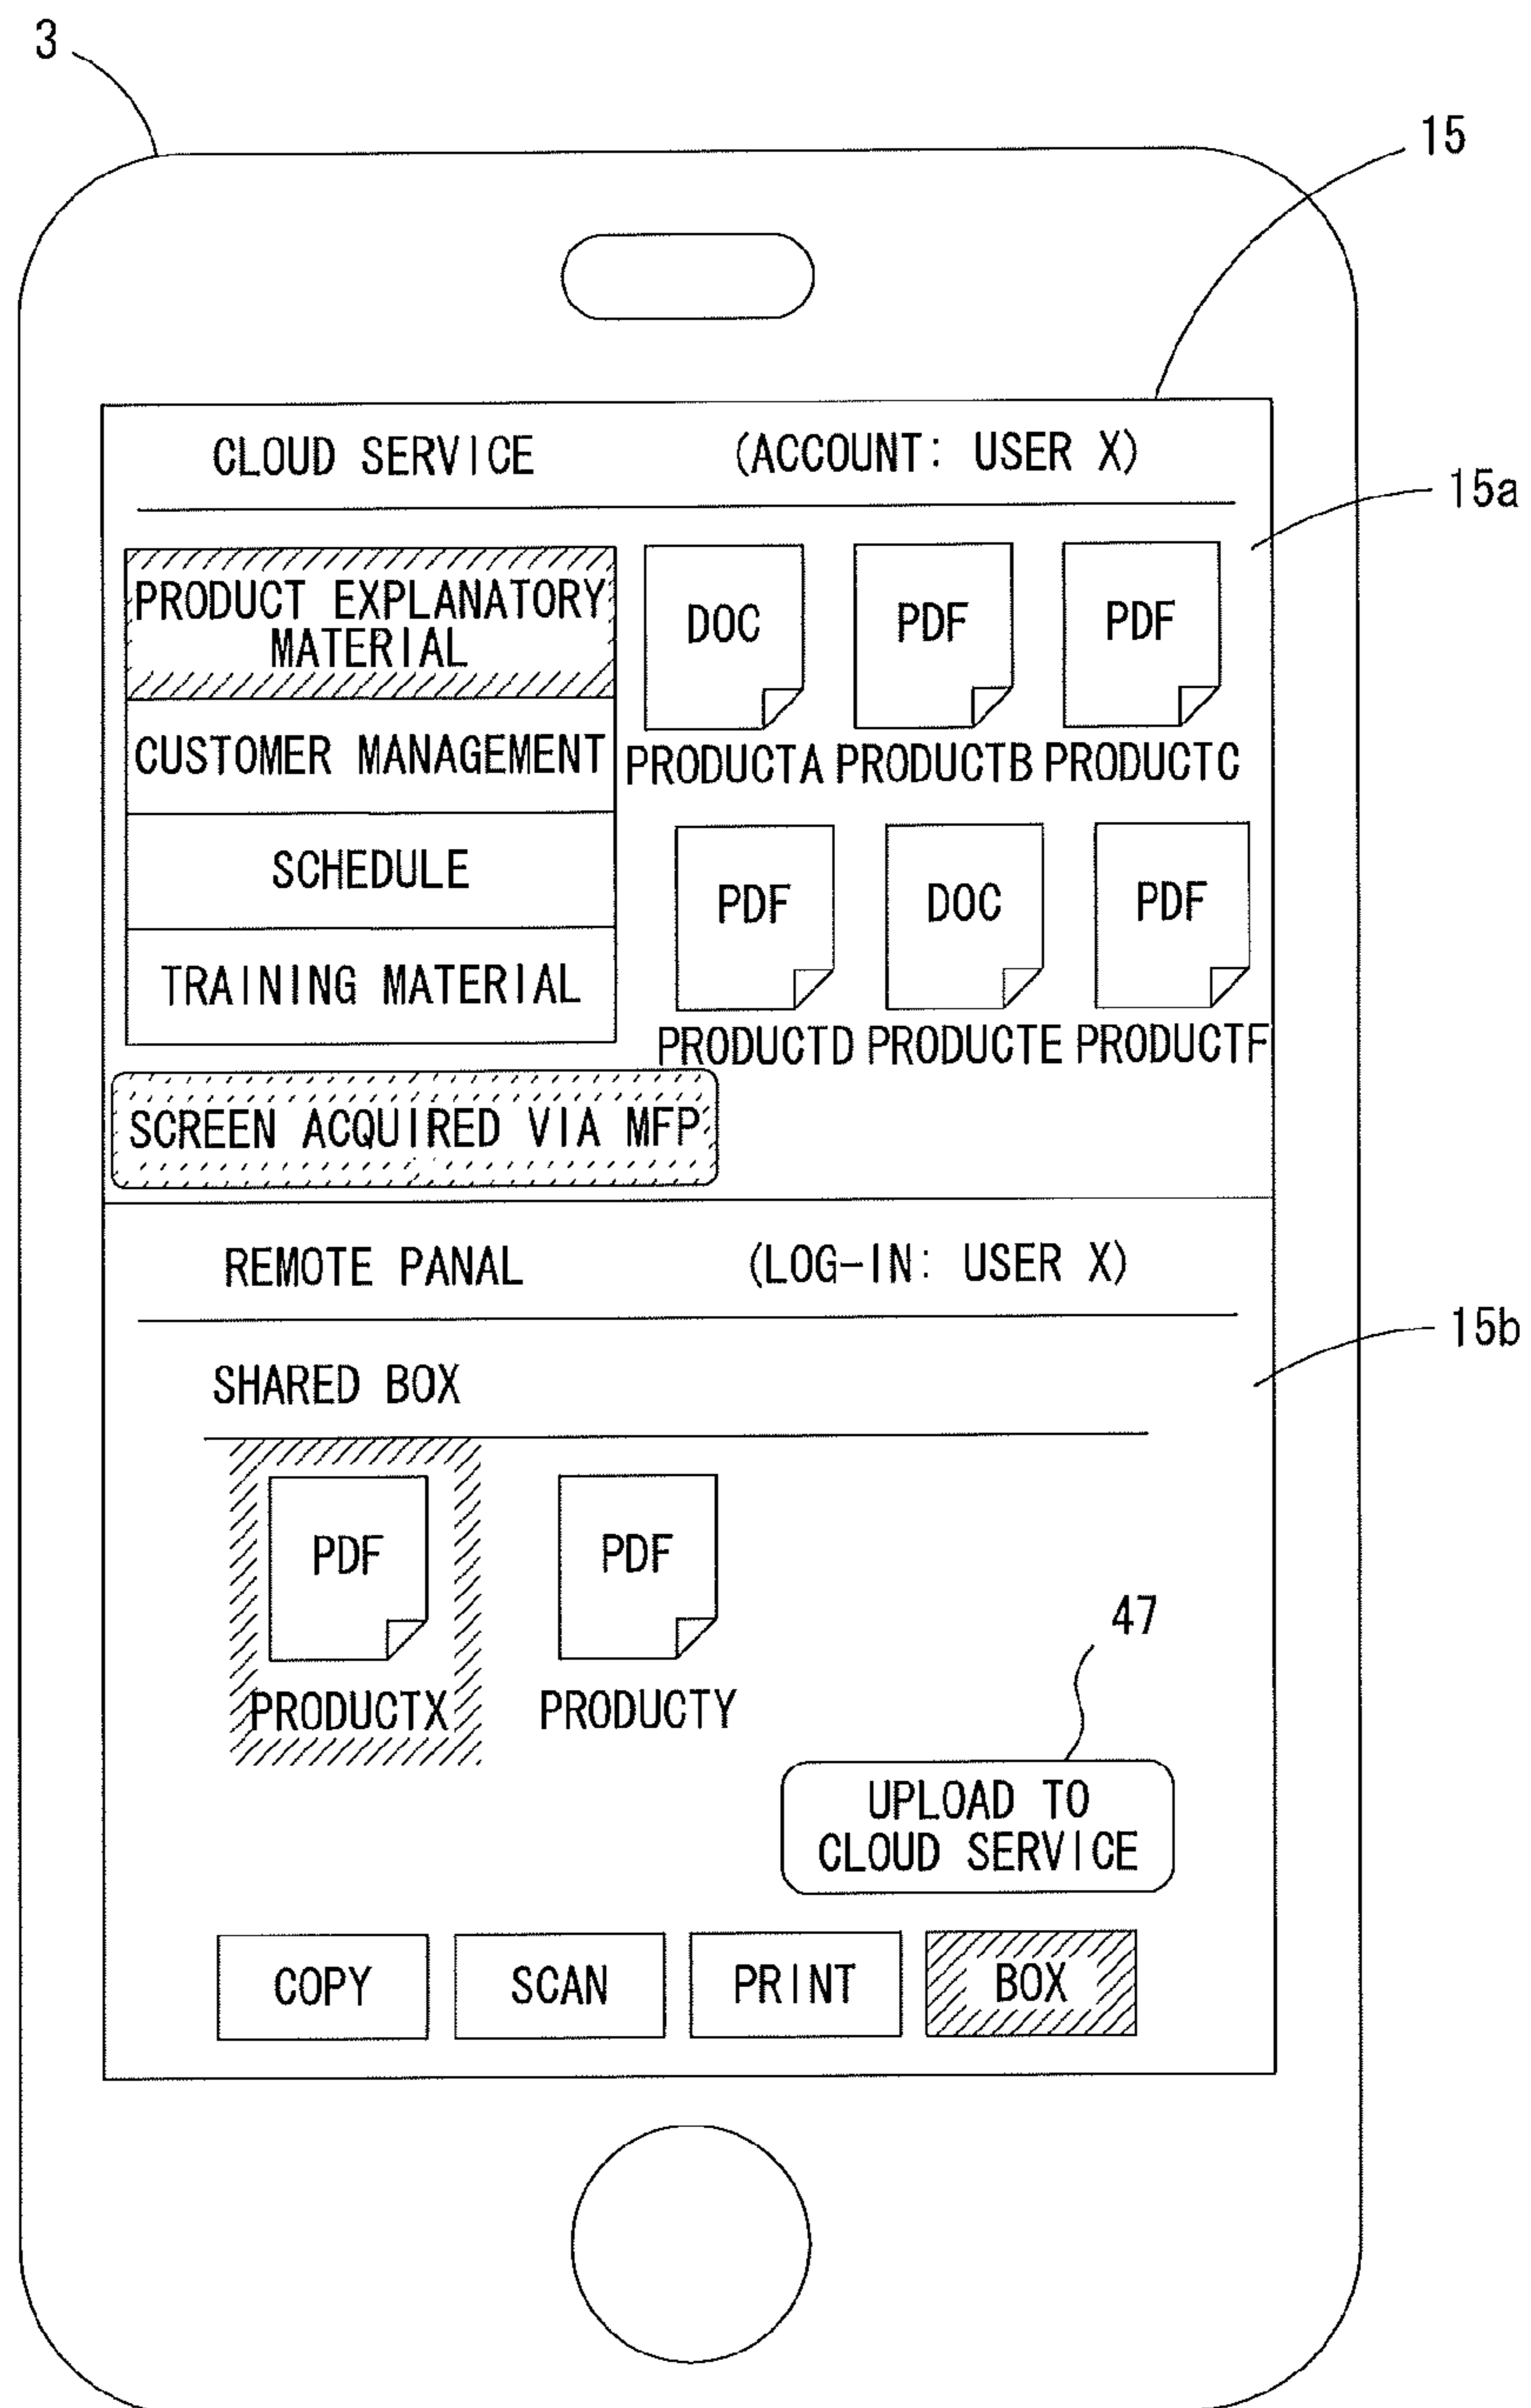 3
15
CLOUD SERVICE (ACCOUNT: USER X)
15a
PRODUCT EXPLANATORY
MATERIAL
CUSTOMER MANAGEMENT
SCHEDULE
TRAINING MATERIAL
DOC PDF PDF
PRODUCTA PRODUCTB PRODUCTC
PDF DOC PDF
PRODUCTD PRODUCTE PRODUCTF
SCREEN ACQUIRED VIA MFP
REMOTE PANAL (LOG-IN: USER X)
15b
SHARED BOX
PDF PDF
PRODUCTX PRODUCTY
47
UPLOAD TO
CLOUD SERVICE
COPY SCAN PRINT BOX